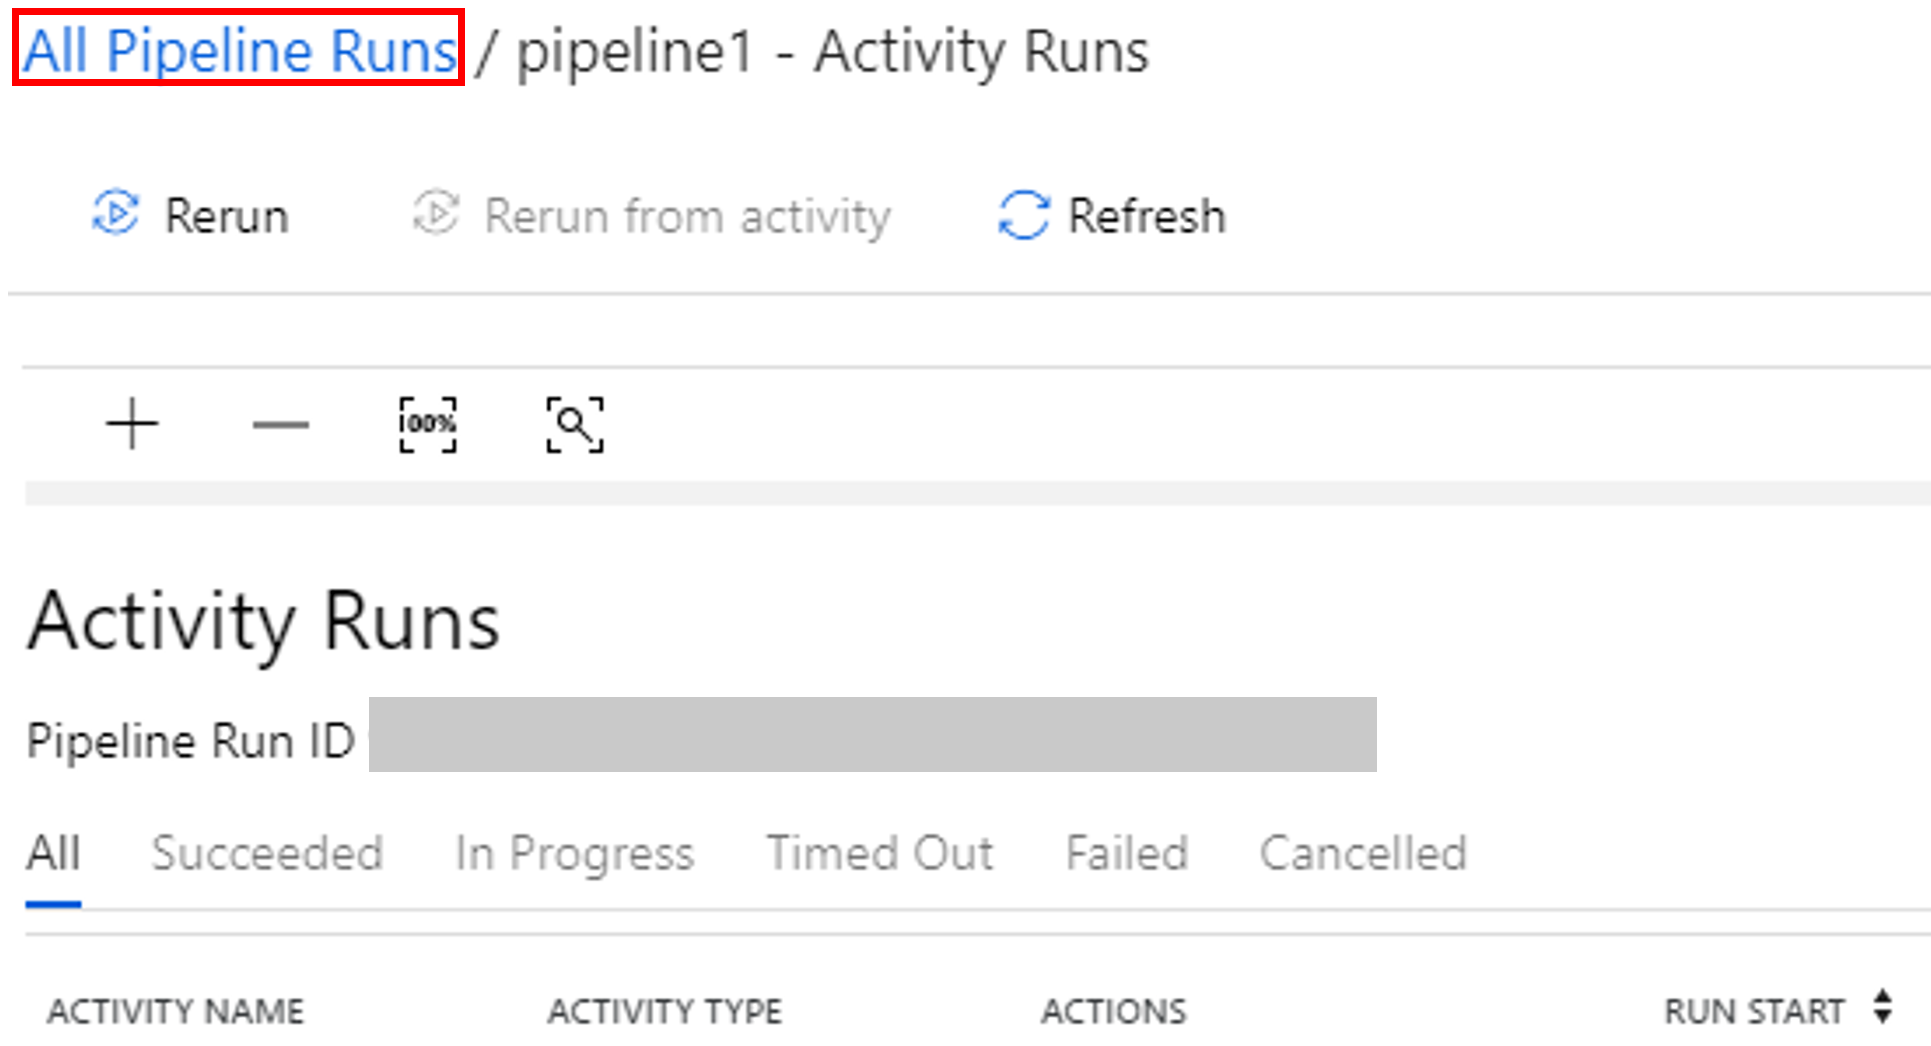 All Pipeline Runs / pipeline1 - Activity Runs
Rerun Rerun from activity Refresh
100%
Activity Runs
Pipeline Run ID
All Succeeded In Progress Timed Out Failed Cancelled
ACTIVITY NAME ACTIVITY TYPE ACTIONS RUN START